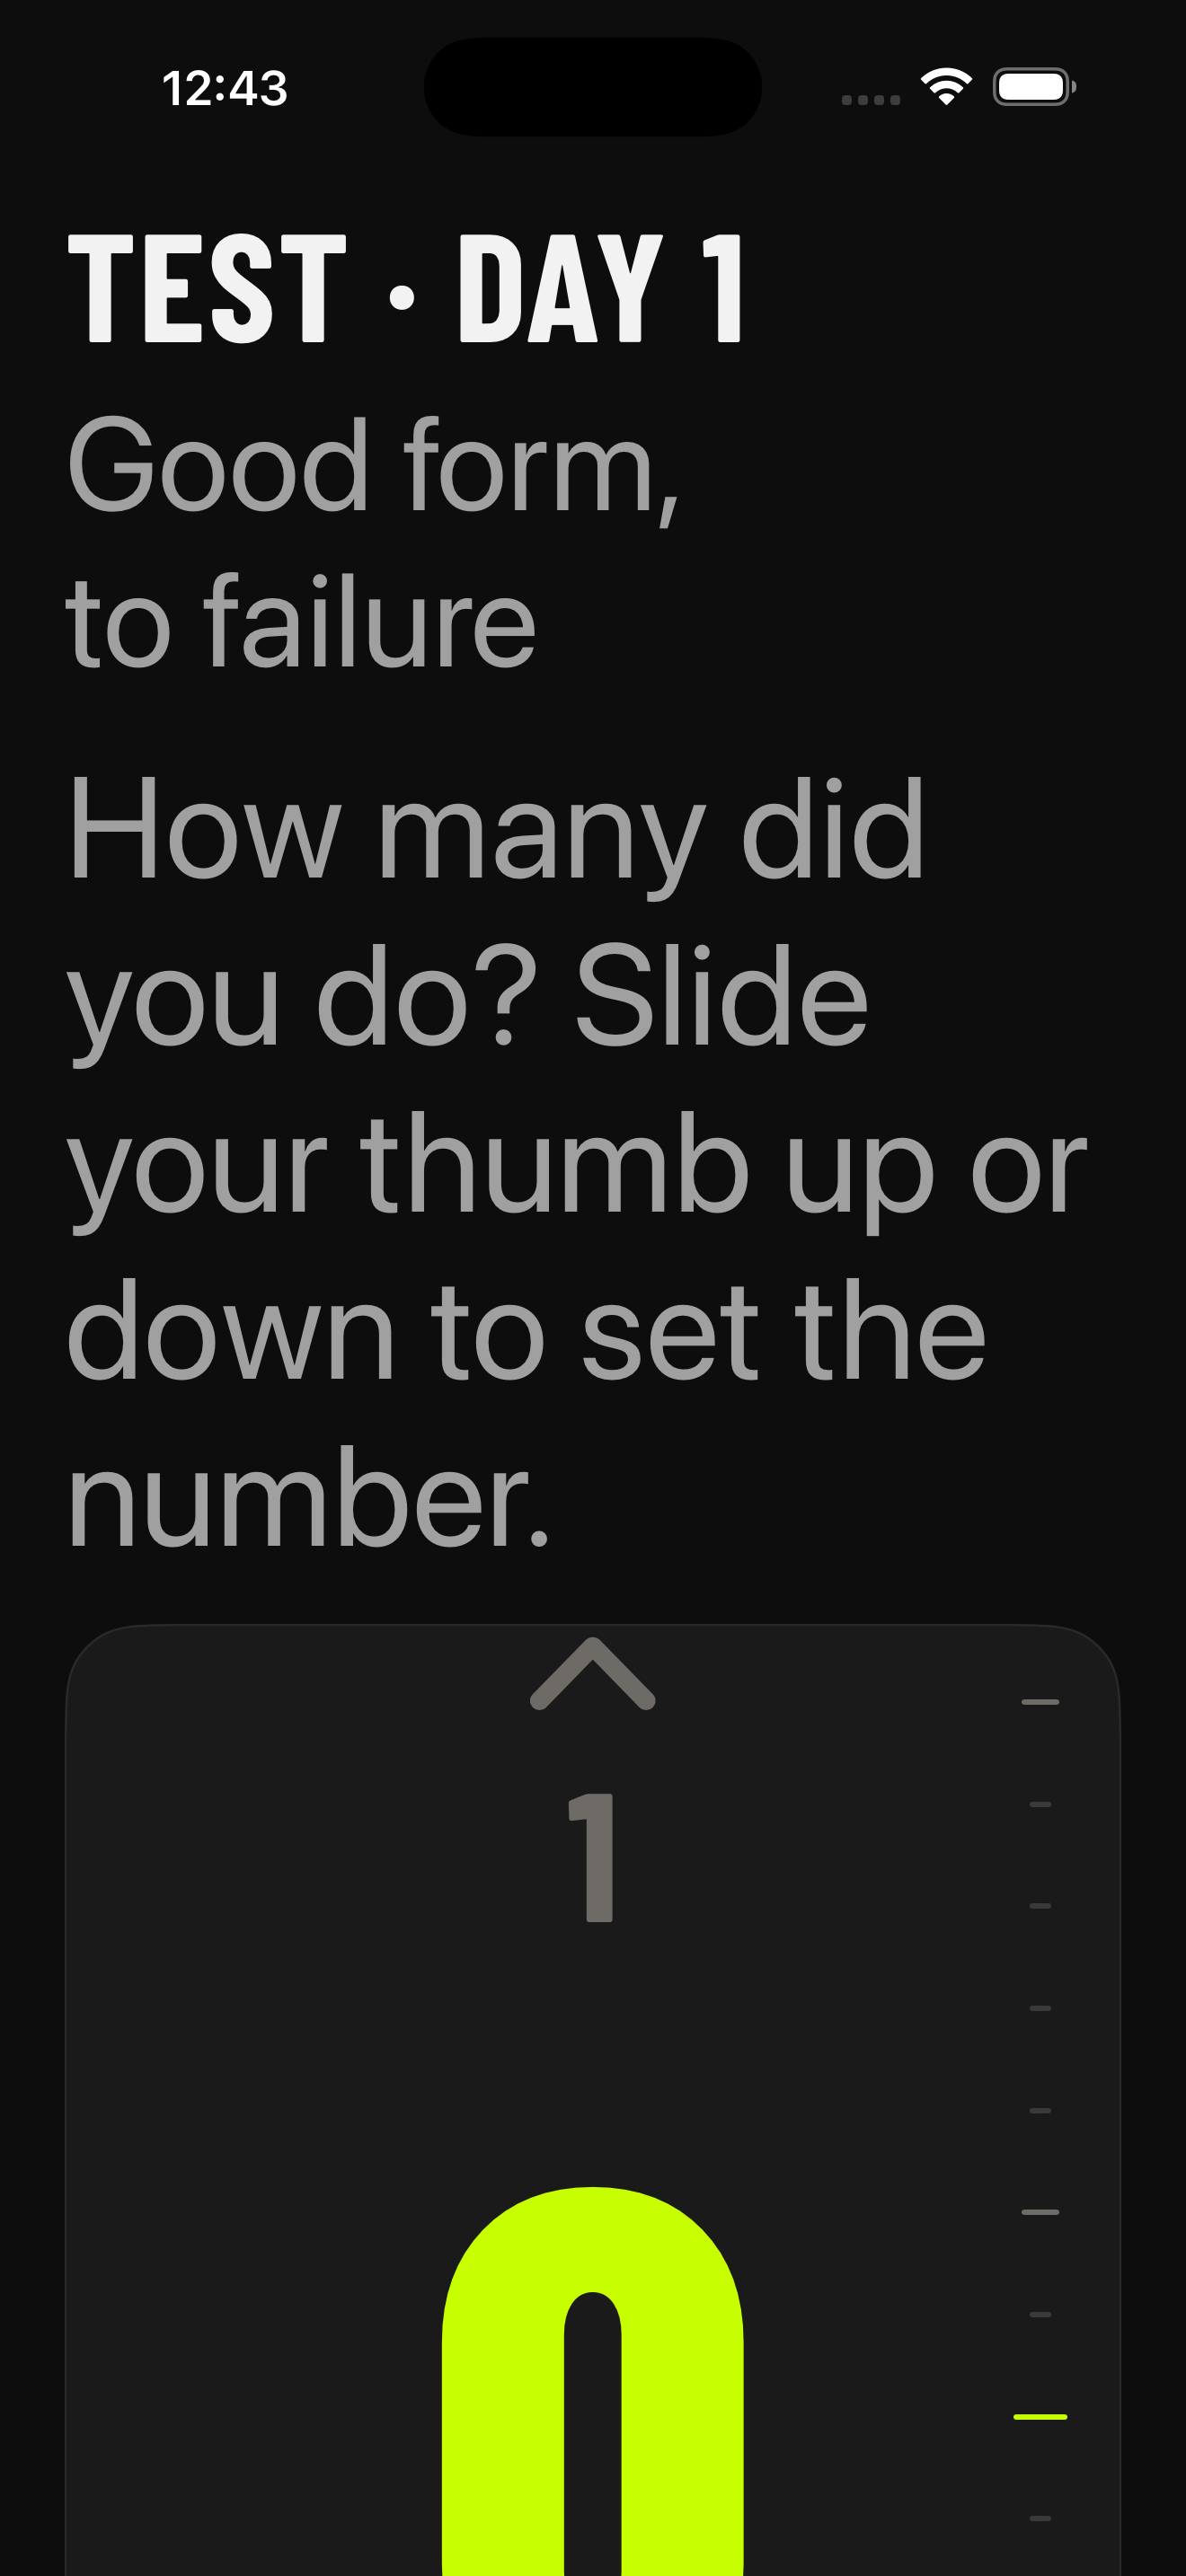 12:43
TEST · DAY 1
Good form,
to failure
How many did
you do? Slide
your thumb up or
down to set the
number.
1
0